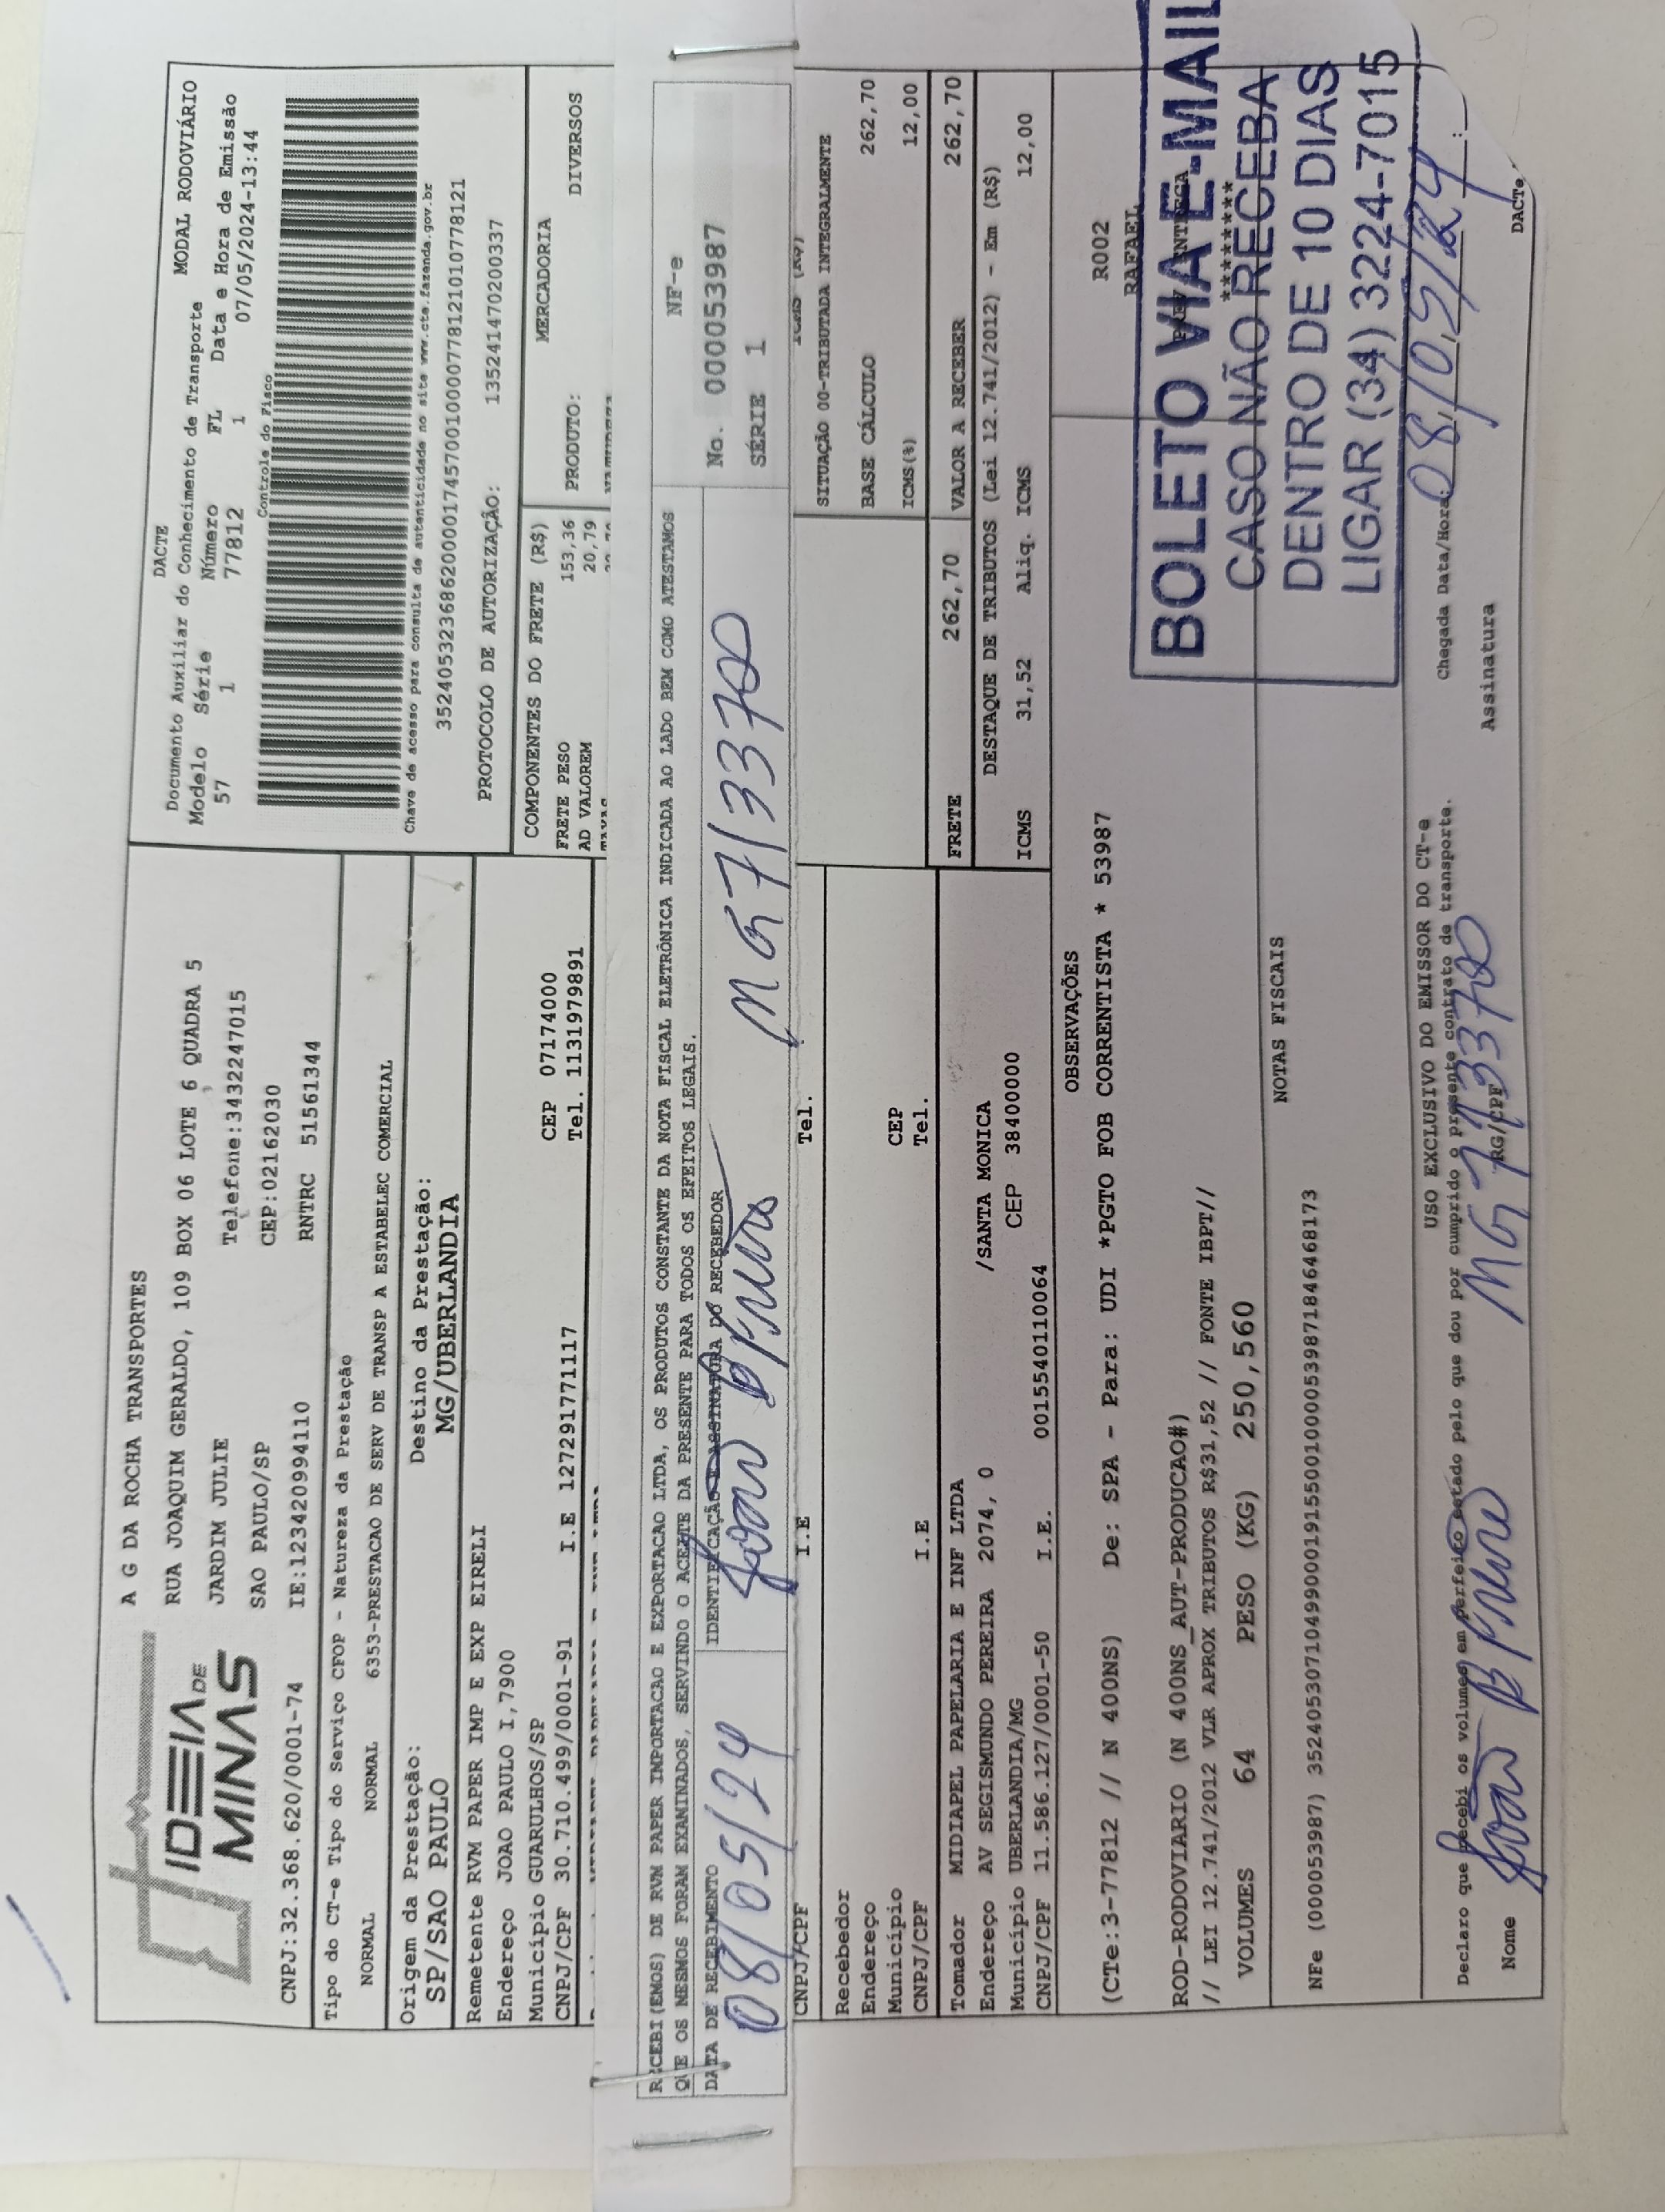 IDEIA DE
MINAS
A G DA ROCHA TRANSPORTES
RUA JOAQUIM GERALDO, 109 BOX 06 LOTE 6 QUADRA 5
JARDIM JULIE Telefone:3432247015
SAO PAULO/SP CEP:02162030
CNPJ:32.368.620/0001-74 IE:123420994110 RNTRC 51561344
DACTE
Documento Auxiliar do Conhecimento de Transporte MODAL RODOVIÁRIO
Modelo Série Número FL Data e Hora de Emissão
57 1 77812 1 07/05/2024-13:44
Controle do Fisco
Chave de acesso para consulta de autenticidade no site www.cte.fazenda.gov.br
35240532368620000174570010000778121010778121
PROTOCOLO DE AUTORIZAÇÃO: 135241470200337
Tipo do CT-e Tipo do Serviço CFOP - Natureza da Prestação
NORMAL NORMAL 6353-PRESTACAO DE SERV DE TRANSP A ESTABELEC COMERCIAL
Origem da Prestação: Destino da Prestação:
SP/SAO PAULO MG/UBERLANDIA
Remetente RVM PAPER IMP E EXP EIRELI
Endereço JOAO PAULO I,7900
Município GUARULHOS/SP CEP 07174000
CNPJ/CPF 30.710.499/0001-91 I.E 127291771117 Tel. 1131979891
COMPONENTES DO FRETE (R$) MERCADORIA
FRETE PESO 153,36 PRODUTO: DIVERSOS
AD VALOREM 20,79
RECEBI(EMOS) DE RVM PAPER IMPORTACAO E EXPORTACAO LTDA, OS PRODUTOS CONSTANTE DA NOTA FISCAL ELETRÔNICA INDICADA AO LADO BEM COMO ATESTAMOS
QUE OS MESMOS FORAM EXAMINADOS, SERVINDO O ACEITE DA PRESENTE PARA TODOS OS EFEITOS LEGAIS.
DATA DE RECEBIMENTO IDENTIFICAÇÃO E ASSINATURA DO RECEBEDOR
08/05/24 João B MG7133700
NF-e
No. 000053987
SÉRIE 1
CNPJ/CPF I.E Tel.
Recebedor
Endereço
Município CEP
CNPJ/CPF I.E Tel.
SITUAÇÃO 00-TRIBUTADA INTEGRALMENTE
BASE CÁLCULO 262,70
ICMS(%) 12,00
Tomador MIDIAPEL PAPELARIA E INF LTDA
Endereço AV SEGISMUNDO PEREIRA 2074, 0 /SANTA MONICA
Município UBERLANDIA/MG CEP 38400000
CNPJ/CPF 11.586.127/0001-50 I.E. 0015540110064
FRETE 262,70 VALOR A RECEBER 262,70
DESTAQUE DE TRIBUTOS (Lei 12.741/2012) - Em (R$)
ICMS 31,52 Aliq. ICMS 12,00
OBSERVAÇÕES
(CTe:3-77812 // N 400NS) De: SPA - Para: UDI *PGTO FOB CORRENTISTA * 53987
R002
RAFAEL
ROD-RODOVIARIO (N 400NS_AUT-PRODUCAO#)
// LEI 12.741/2012 VLR APROX TRIBUTOS R$31,52 // FONTE IBPT//
VOLUMES 64 PESO (KG) 250,560
********
BOLETO VIA E-MAIL
CASO NÃO RECEBA
DENTRO DE 10 DIAS
LIGAR (34) 3224-7015
NOTAS FISCAIS
NFe (000053987) 35240530710499000191550010000539871846468173
USO EXCLUSIVO DO EMISSOR DO CT-e
Declaro que recebi os volumes em perfeito estado pelo que dou por cumprido o presente contrato de transporte.
Chegada Data/Hora: 08/05/24 :
Nome João B RG/CPF MG7133700 Assinatura
DACTe